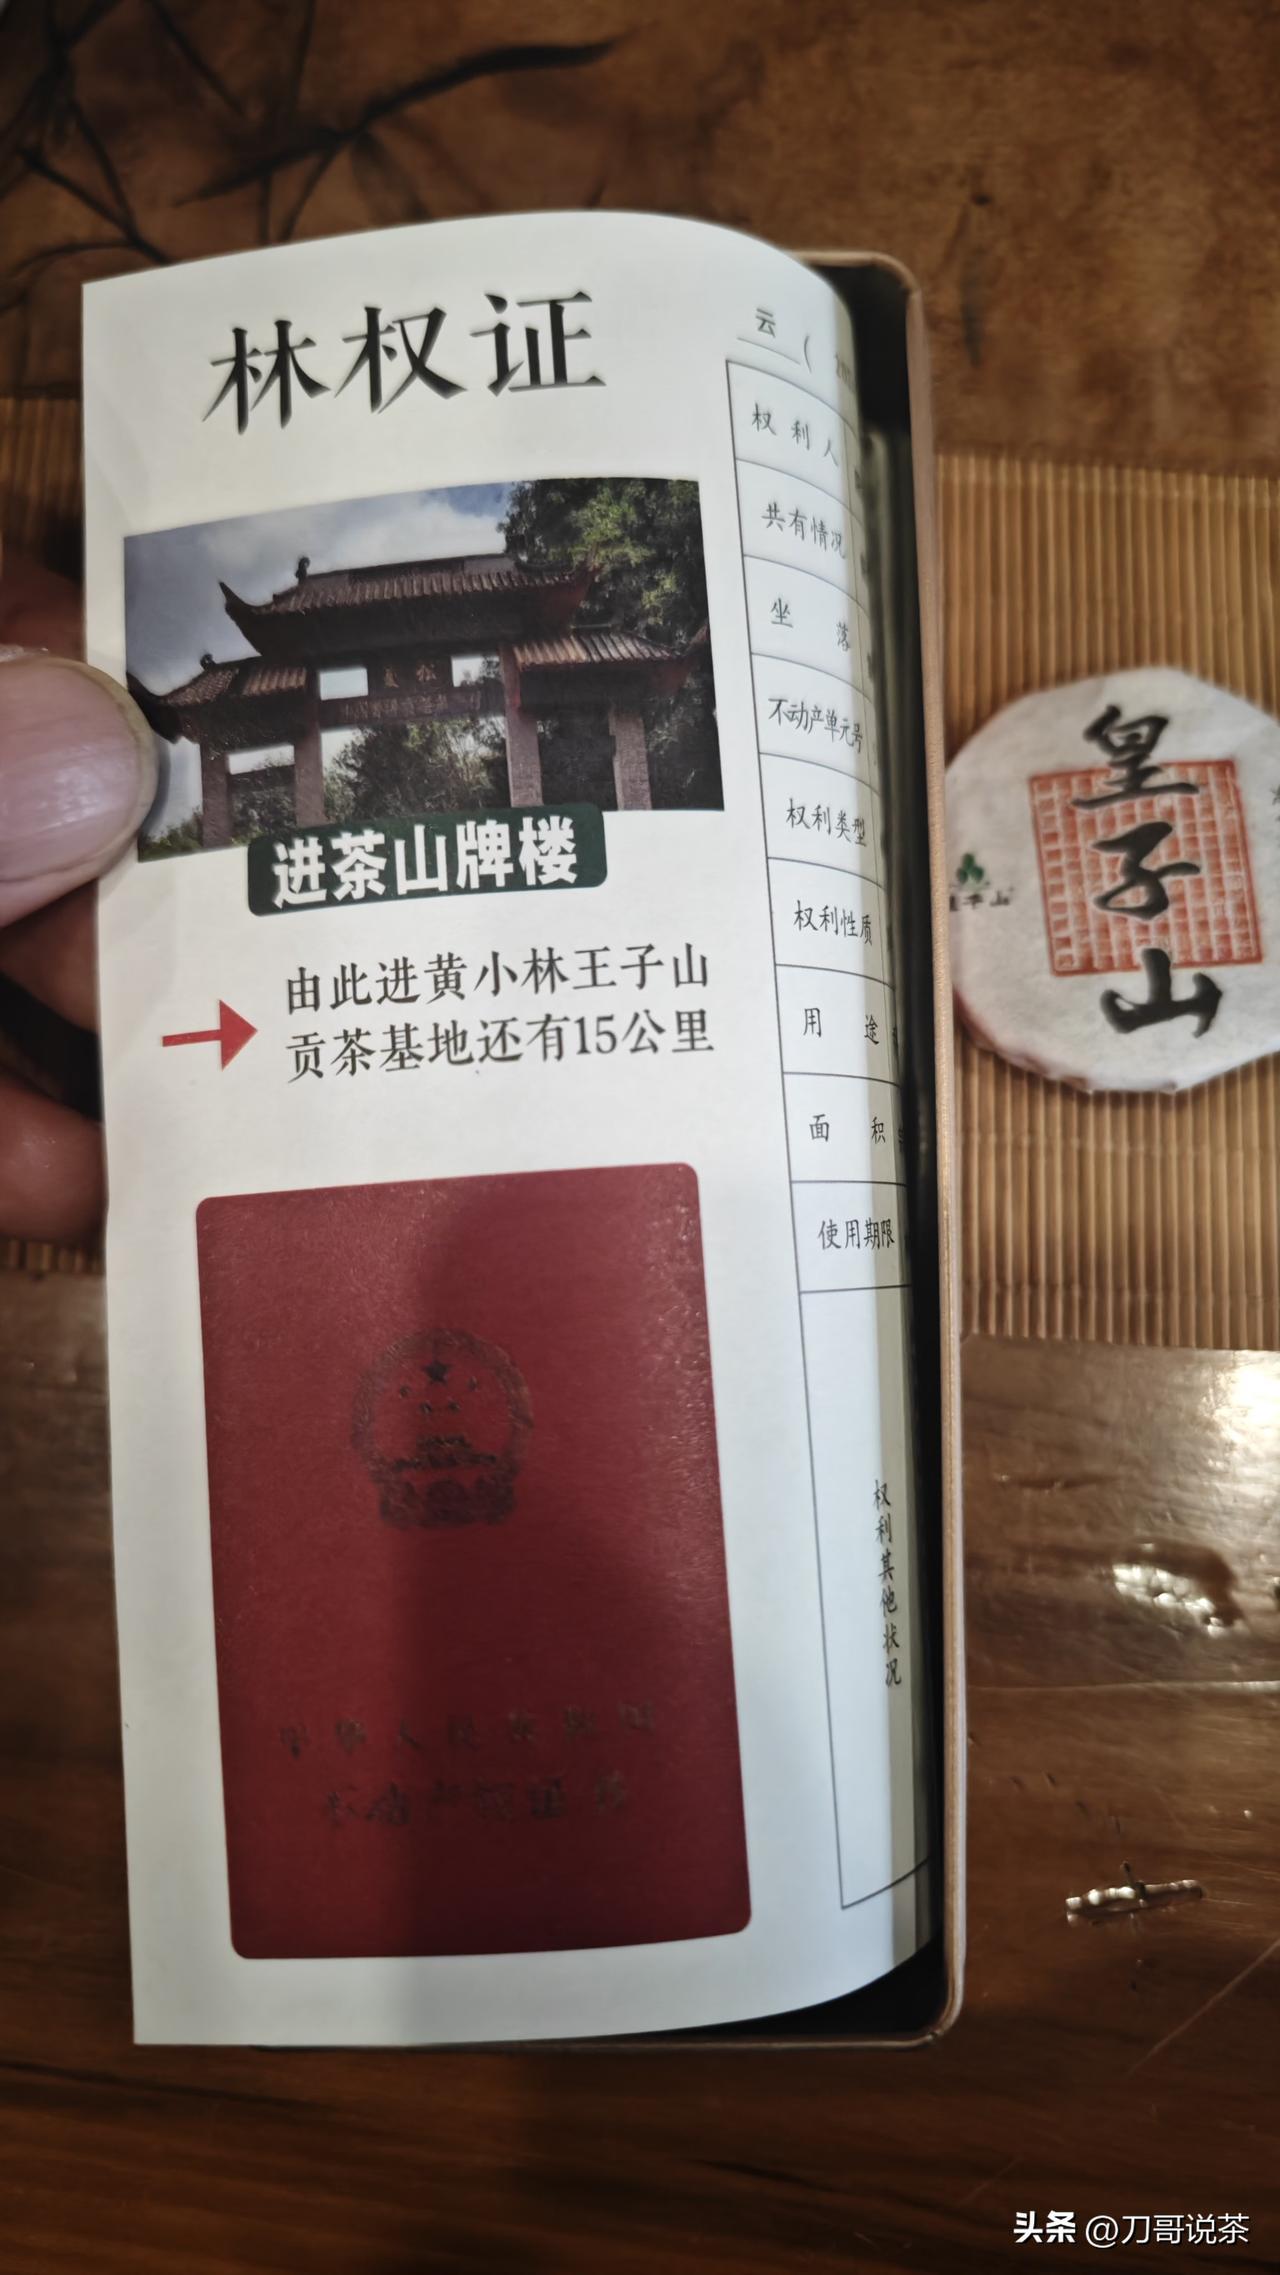 林权证
进茶山牌楼
由此进黄小林王子山
贡茶基地还有15公里
云（
权利人
共有情况
坐落
不动产单元号
权利类型
权利性质
用途
面积
使用期限
权利其他状况
皇子山
头条 @刀哥说茶